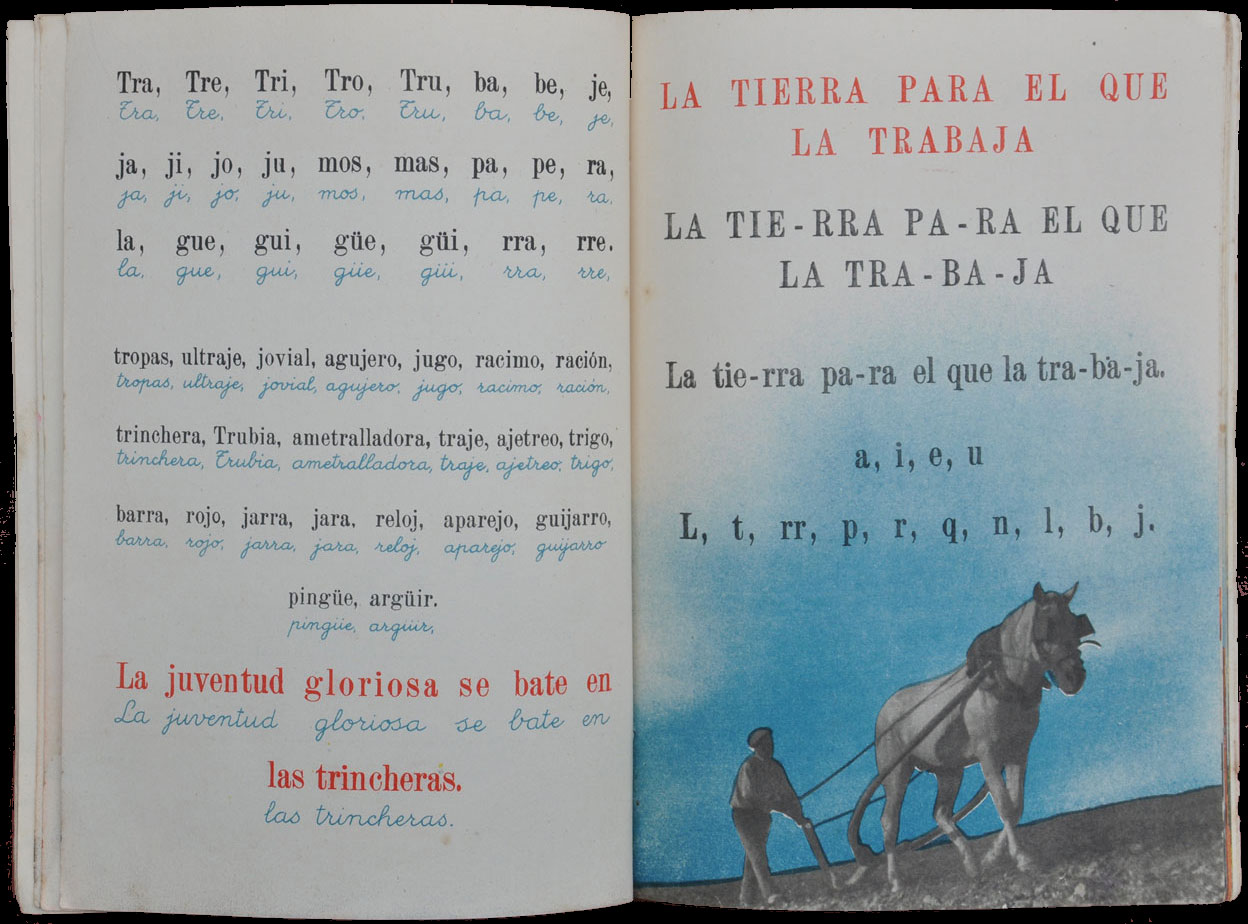 Tra, Tre, Tri, Tro, Tru, ba, be, je,
Tra, Tre, Tri, Tro, Tru, ba, be, je,
ja, ji, jo, ju, mos, mas, pa, pe, ra,
ja, ji, jo, ju, mos, mas, pa, pe, ra,
la, gue, gui, güe, güi, rra, rre.
la, gue, gui, güe, güi, rra, rre,
tropas, ultraje, jovial, agujero, jugo, racimo, ración,
tropas, ultraje, jovial, agujero, jugo, racimo, ración,
trinchera, Trubia, ametralladora, traje, ajetreo, trigo,
trinchera, Trubia, ametralladora, traje, ajetreo, trigo,
barra, rojo, jarra, jara, reloj, aparejo, guijarro,
barra, rojo, jarra, jara, reloj, aparejo, guijarro
pingüe, argüir.
pingüe, argüir,
La juventud gloriosa se bate en
La juventud gloriosa se bate en
las trincheras.
las trincheras.
LA TIERRA PARA EL QUE
LA TRABAJA
LA TIE-RRA PA-RA EL QUE
LA TRA-BA-JA
La tie-rra pa-ra el que la tra-ba-ja.
a, i, e, u
L, t, rr, p, r, q, n, l, b, j.